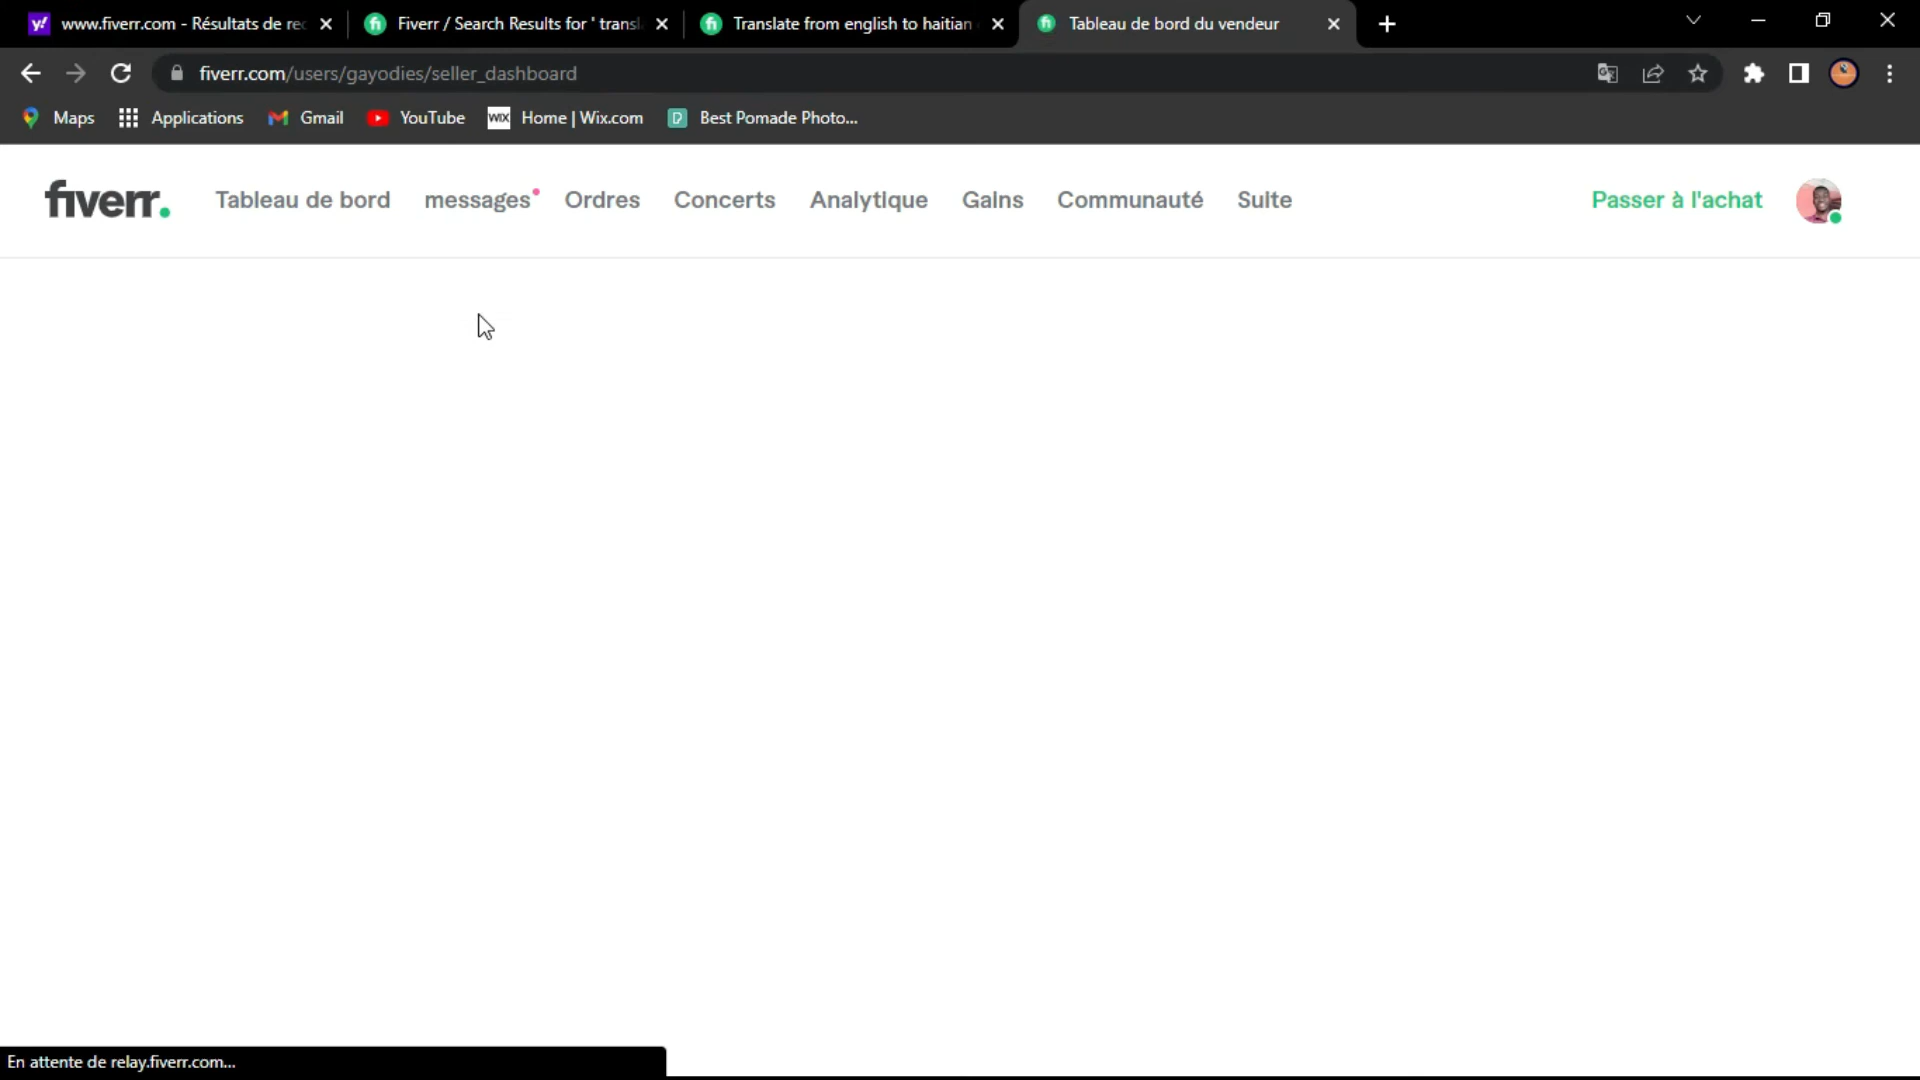 www.fiverr.com - Résultats de rec
Fiverr / Search Results for ' transl
Translate from english to haitian
Tableau de bord du vendeur
fiverr.com/users/gayodies/seller_dashboard
Maps
Applications
Gmail
YouTube
WIX
Home | Wix.com
Best Pomade Photo...
fiverr.
Tableau de bord
messages
Ordres
Concerts
Analytique
Gains
Communauté
Suite
Passer à l'achat
En attente de relay.fiverr.com...